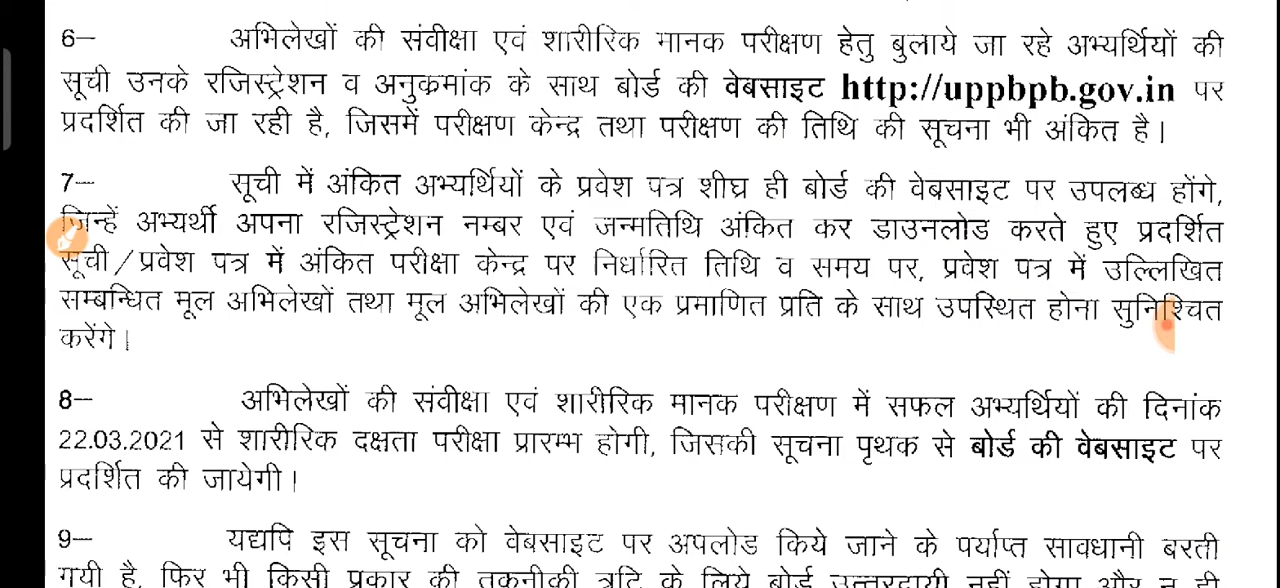 6– अभिलेखों की संवीक्षा एवं शारीरिक मानक परीक्षण हेतु बुलाये जा रहे अभ्यर्थियों की
सूची उनके रजिस्ट्रेशन व अनुक्रमांक के साथ बोर्ड की वेबसाइट http://uppbpb.gov.in पर
प्रदर्शित की जा रही है, जिसमें परीक्षण केन्द्र तथा परीक्षण की तिथि की सूचना भी अंकित है।
7– सूची में अंकित अभ्यर्थियों के प्रवेश पत्र शीघ्र ही बोर्ड की वेबसाइट पर उपलब्ध होंगे,
जिन्हें अभ्यर्थी अपना रजिस्ट्रेशन नम्बर एवं जन्मतिथि अंकित कर डाउनलोड करते हुए प्रदर्शित
सूची/प्रवेश पत्र में अंकित परीक्षा केन्द्र पर निर्धारित तिथि व समय पर, प्रवेश पत्र में उल्लिखित
सम्बन्धित मूल अभिलेखों तथा मूल अभिलेखों की एक प्रमाणित प्रति के साथ उपस्थित होना सुनिश्चित
करेंगे।
8– अभिलेखों की संवीक्षा एवं शारीरिक मानक परीक्षण में सफल अभ्यर्थियों की दिनांक
22.03.2021 से शारीरिक दक्षता परीक्षा प्रारम्भ होगी, जिसकी सूचना पृथक से बोर्ड की वेबसाइट पर
प्रदर्शित की जायेगी।
9– यद्यपि इस सूचना को वेबसाइट पर अपलोड किये जाने के पर्याप्त सावधानी बरती
गयी है, फिर भी किसी प्रकार की तकनीकी त्रुटि के लिये बोर्ड उत्तरदायी नहीं होगा और न ही